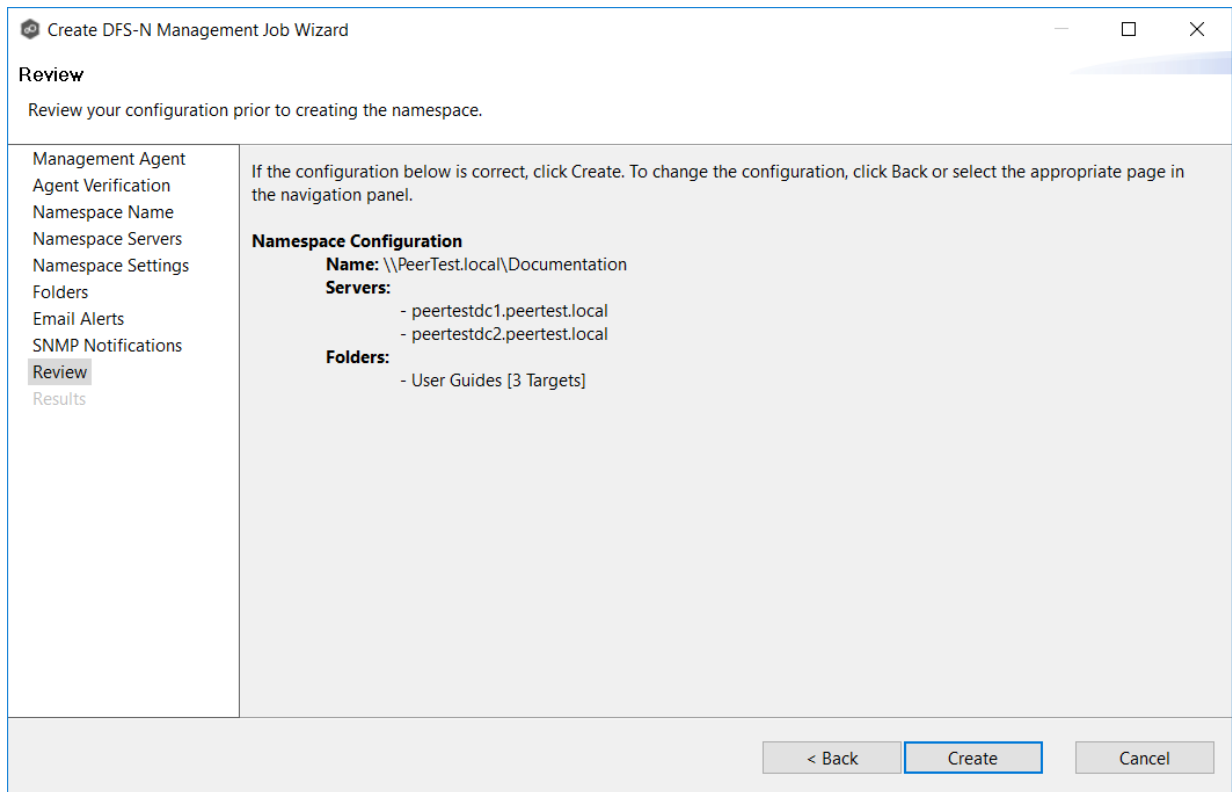 Create DFS-N Management Job Wizard
Review
Review your configuration prior to creating the namespace.
Management Agent
Agent Verification
Namespace Name
Namespace Servers
Namespace Settings
Folders
Email Alerts
SNMP Notifications
Review
Results
If the configuration below is correct, click Create. To change the configuration, click Back or select the appropriate page in
the navigation panel.
Namespace Configuration
Name: \\PeerTest.local\Documentation
Servers:
- peertestdc1.peertest.local
- peertestdc2.peertest.local
Folders:
- User Guides [3 Targets]
< Back
Create
Cancel